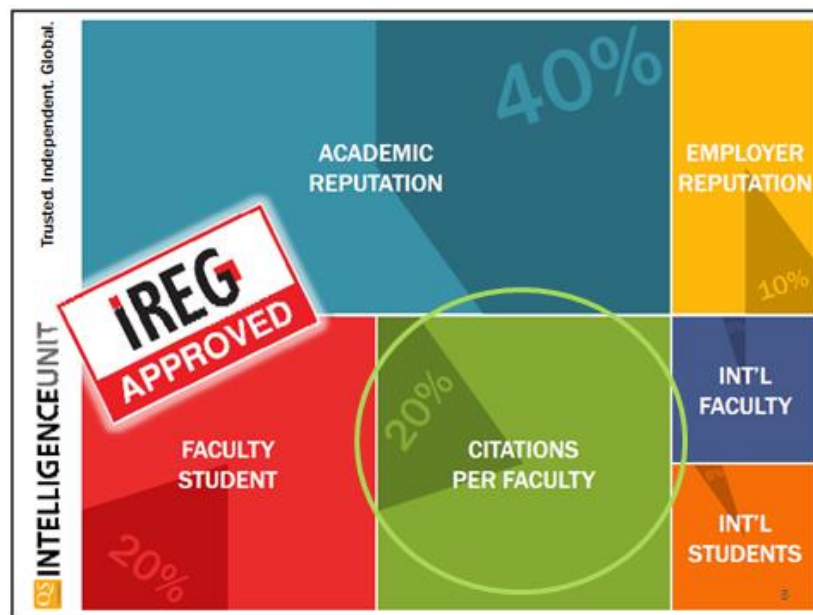 Trusted. Independent. Global.
QS INTELLIGENCEUNIT
40%
ACADEMIC
REPUTATION
EMPLOYER
REPUTATION
10%
iREG
APPROVED
20%
FACULTY
STUDENT
20%
CITATIONS
PER FACULTY
INT'L
FACULTY
INT'L
STUDENTS